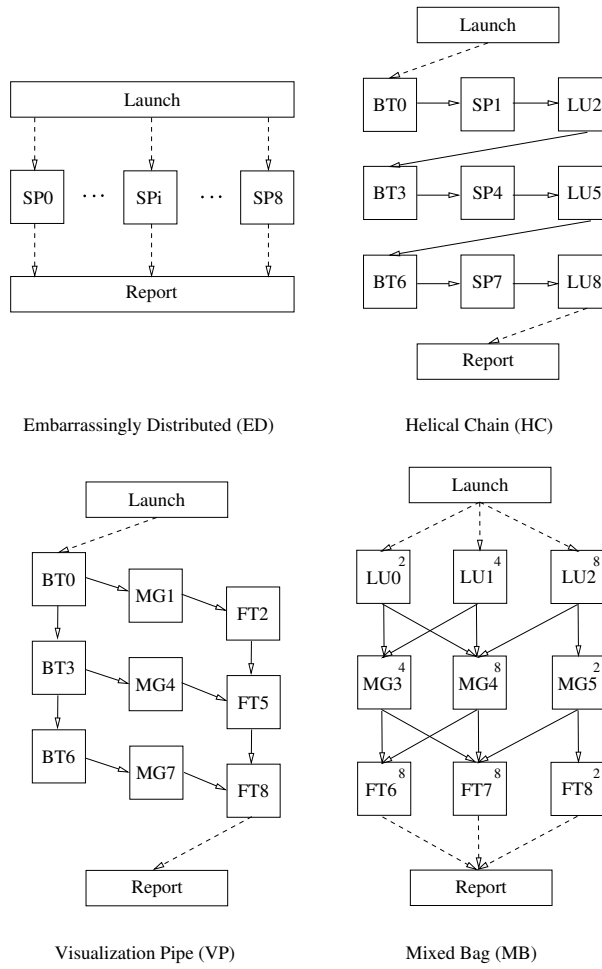 Launch
SP0 ... SPi ... SP8
Report
Embarrassingly Distributed (ED)
Launch
BT0 SP1 LU2
BT3 SP4 LU5
BT6 SP7 LU8
Report
Helical Chain (HC)
Launch
BT0 MG1 FT2
BT3 MG4 FT5
BT6 MG7 FT8
Report
Visualization Pipe (VP)
Launch
2 4 8
LU0 LU1 LU2
4 8 2
MG3 MG4 MG5
8 8 2
FT6 FT7 FT8
Report
Mixed Bag (MB)